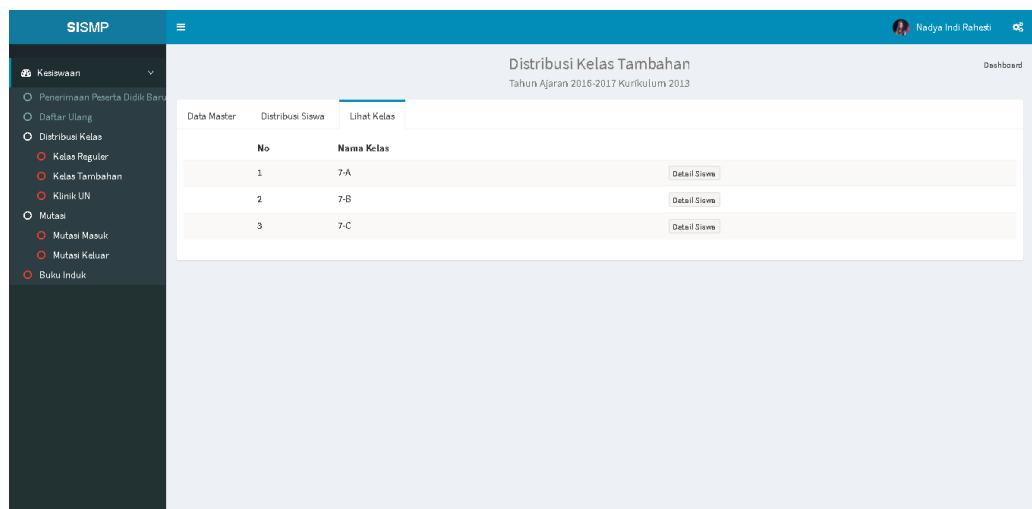 SISMP
Nadya Indi Rahesti
Kesiswaan
Penerimaan Peserta Didik Baru
Daftar Ulang
Distribusi Kelas
Kelas Reguler
Kelas Tambahan
Klinik UN
Mutasi
Mutasi Masuk
Mutasi Keluar
Buku Induk
Distribusi Kelas Tambahan
Dashboard
Tahun Ajaran 2016-2017 Kurikulum 2013
Data Master Distribusi Siswa Lihat Kelas
No Nama Kelas
1 7-A Detail Siswa
2 7-B Detail Siswa
3 7-C Detail Siswa